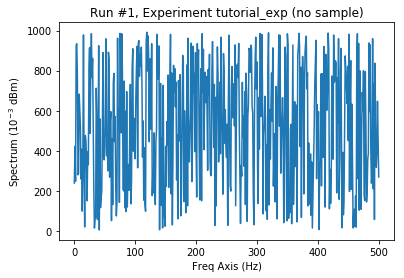 Run #1, Experiment tutorial_exp (no sample)
1000
800
600
400
200
0
Spectrum (10⁻³ dBm)
0 100 200 300 400 500
Freq Axis (Hz)